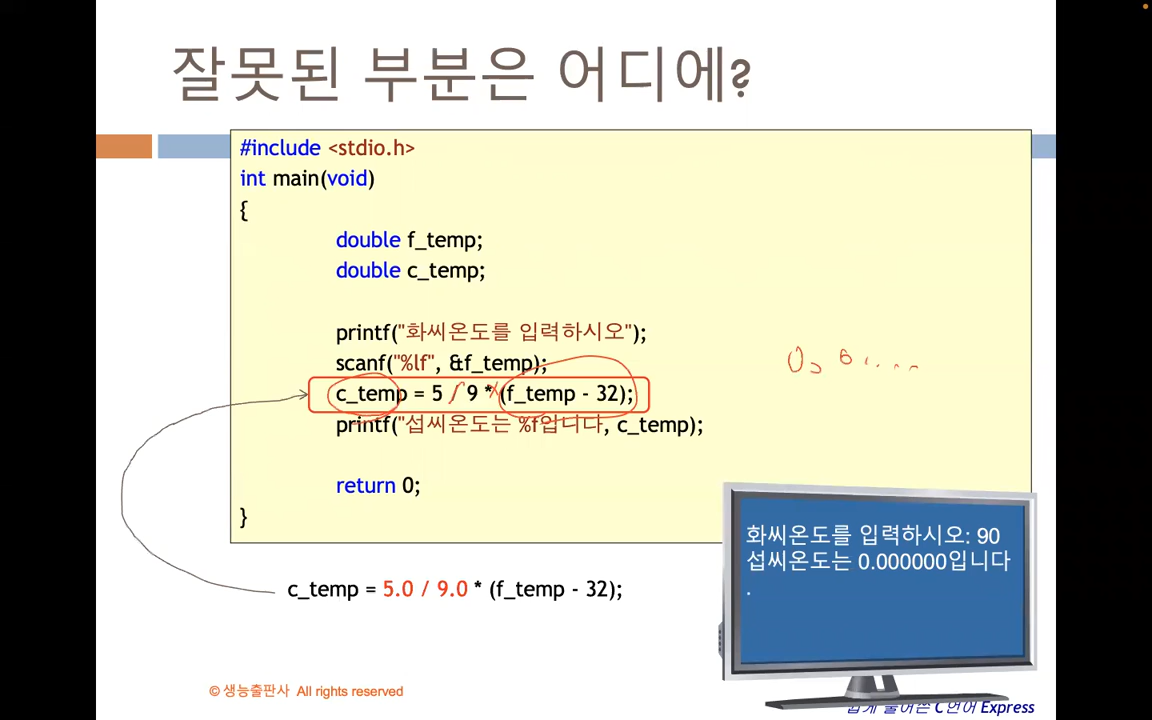 잘못된 부분은 어디에?
#include <stdio.h>
int main(void)
{
double f_temp;
double c_temp;
printf("화씨온도를 입력하시오");
scanf("%lf", &f_temp);
c_temp = 5 / 9 * (f_temp - 32);
printf("섭씨온도는 %f입니다, c_temp);
return 0;
}
화씨온도를 입력하시오: 90
섭씨온도는 0.000000입니다
.
c_temp = 5.0 / 9.0 * (f_temp - 32);
© 생능출판사 All rights reserved
쉽게 풀어쓴 C언어 Express